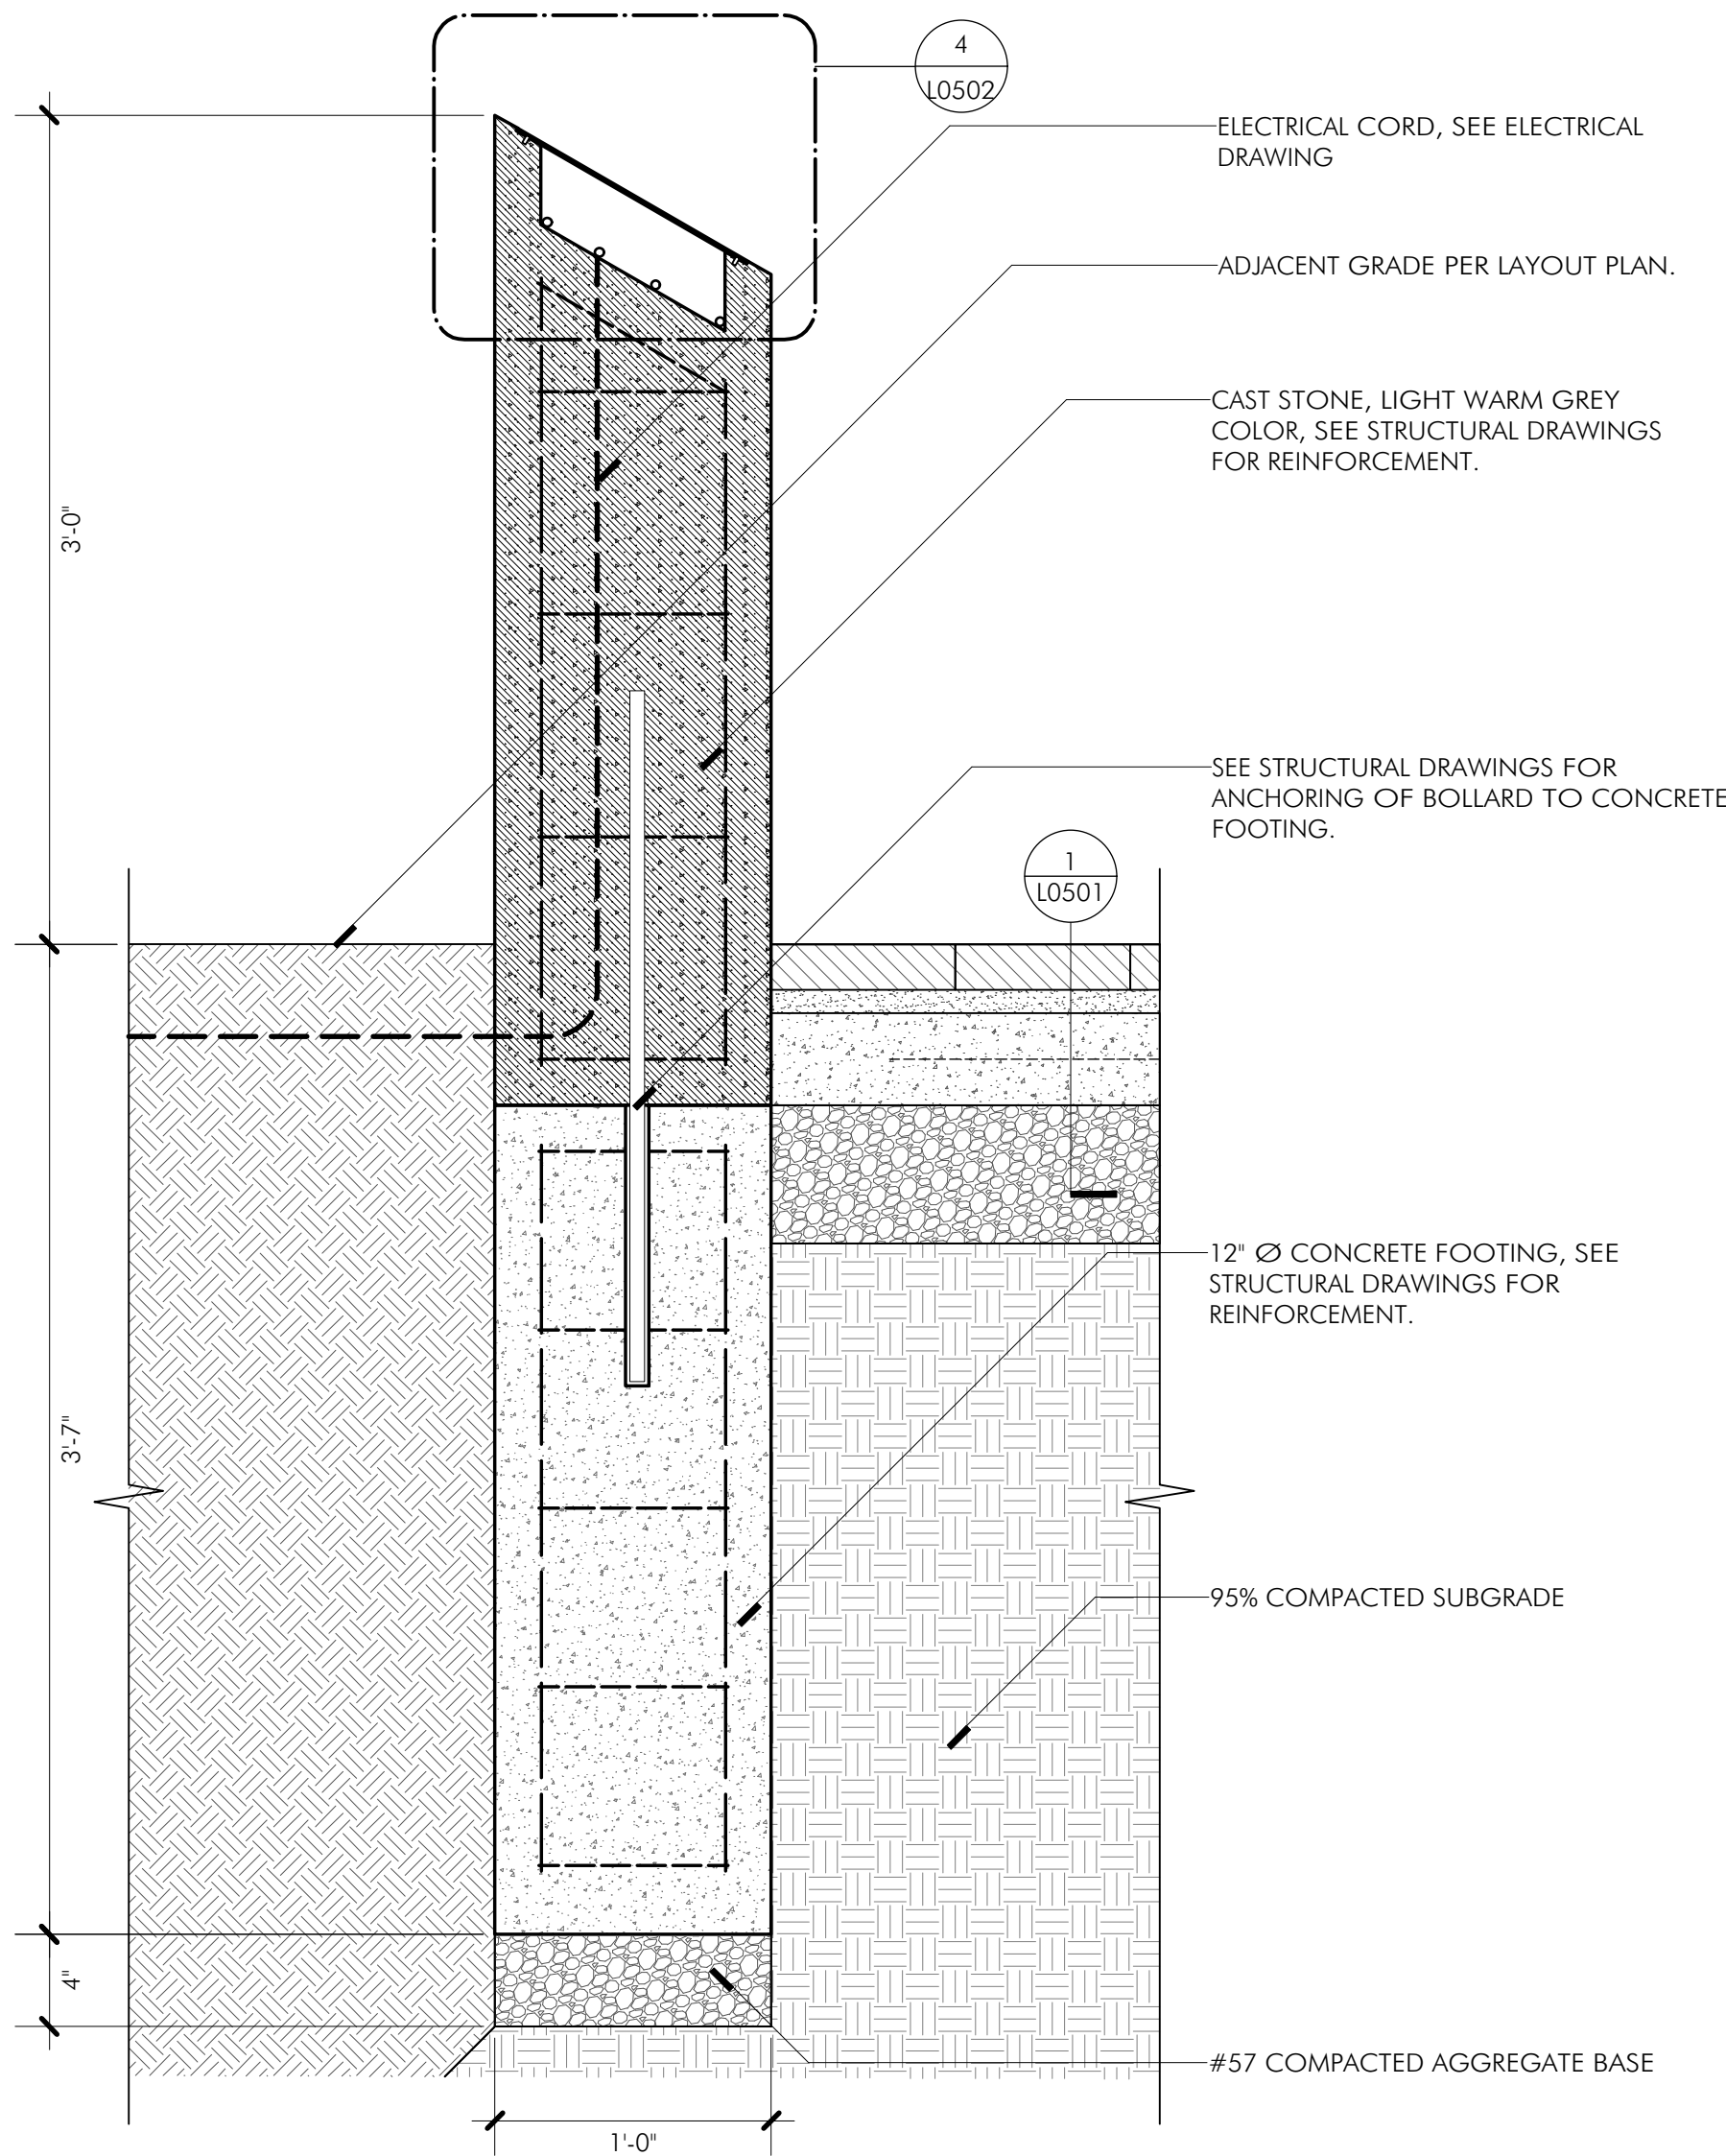 4
L0502
ELECTRICAL CORD, SEE ELECTRICAL
DRAWING
ADJACENT GRADE PER LAYOUT PLAN.
CAST STONE, LIGHT WARM GREY
COLOR, SEE STRUCTURAL DRAWINGS
FOR REINFORCEMENT.
3'-0"
SEE STRUCTURAL DRAWINGS FOR
ANCHORING OF BOLLARD TO CONCRETE
FOOTING.
1
L0501
12" Ø CONCRETE FOOTING, SEE
STRUCTURAL DRAWINGS FOR
REINFORCEMENT.
3'-7"
95% COMPACTED SUBGRADE
4"
#57 COMPACTED AGGREGATE BASE
1'-0"